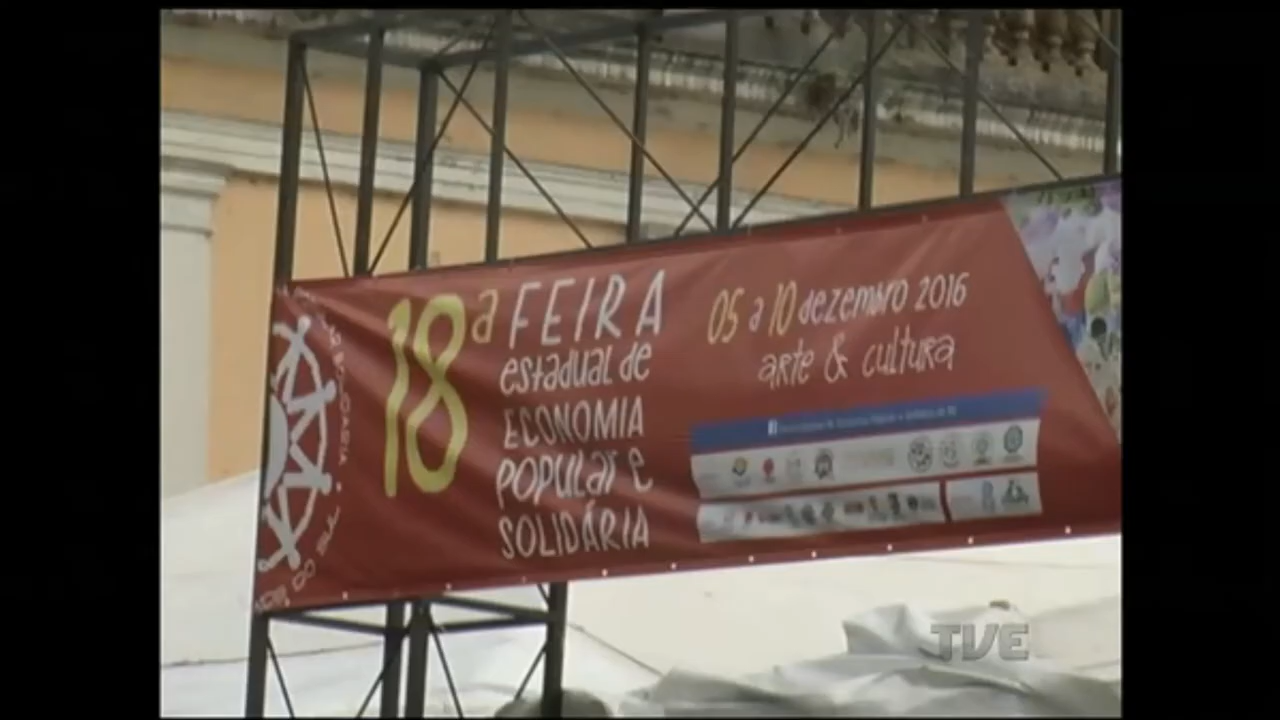 18ª FEIRA
estadual de
ECONOMIA
popular e
SOLIDÁRIA
05 a 10 dezembro 2016
arte & cultura
TVE